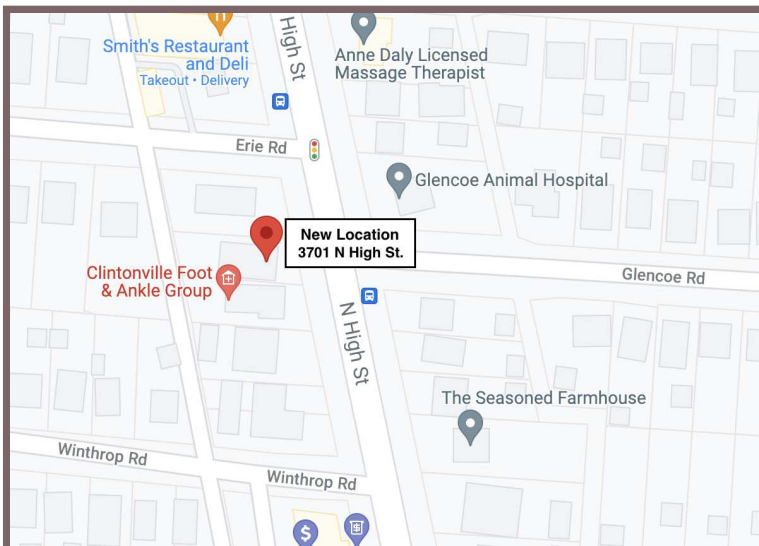 Smith's Restaurant
and Deli
Takeout • Delivery
High St
Anne Daly Licensed
Massage Therapist
Erie Rd
Glencoe Animal Hospital
New Location
3701 N High St.
Clintonville Foot
& Ankle Group
Glencoe Rd
N High St
The Seasoned Farmhouse
Winthrop Rd
Winthrop Rd
$
$